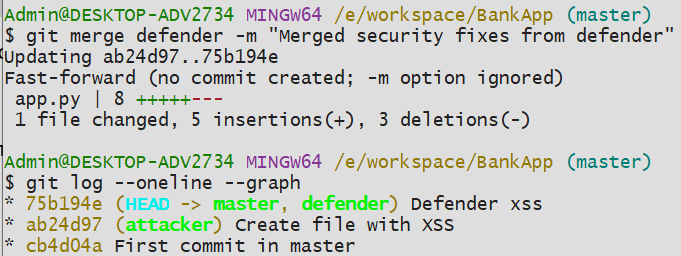 Admin@DESKTOP-ADV2734 MINGW64 /e/workspace/BankApp (master)
$ git merge defender -m "Merged security fixes from defender"
Updating ab24d97..75b194e
Fast-forward (no commit created; -m option ignored)
 app.py | 8 +++++---
 1 file changed, 5 insertions(+), 3 deletions(-)
Admin@DESKTOP-ADV2734 MINGW64 /e/workspace/BankApp (master)
$ git log --oneline --graph
* 75b194e (HEAD -> master, defender) Defender xss
* ab24d97 (attacker) Create file with XSS
* cb4d04a First commit in master